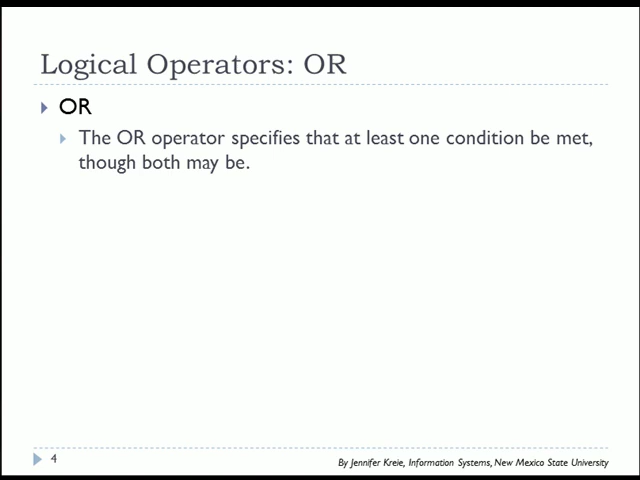 Logical Operators: OR
OR
The OR operator specifies that at least one condition be met,
though both may be.
4
By Jennifer Kreie, Information Systems, New Mexico State University